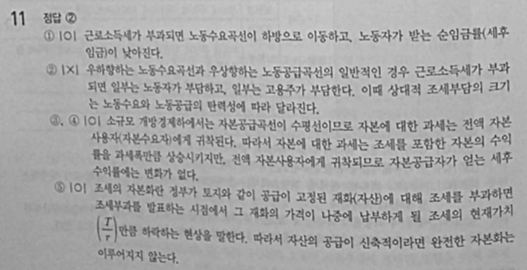 11 정답 ②
① |O| 근로소득세가 부과되면 노동수요곡선이 하방으로 이동하고, 노동자가 받는 순임금률(세후
임금)이 낮아진다.
② |X| 우하향하는 노동수요곡선과 우상향하는 노동공급곡선의 일반적인 경우 근로소득세가 부과
되면 일부는 노동자가 부담하고, 일부는 고용주가 부담한다. 이때 상대적 조세부담의 크기
는 노동수요와 노동공급의 탄력성에 따라 달라진다.
③, ④ |O| 소규모 개방경제하에서는 자본공급곡선이 수평선이므로 자본에 대한 과세는 전액 자본
사용자(자본수요자)에게 귀착된다. 따라서 자본에 대한 과세는 조세를 포함한 자본의 수익
률을 과세폭만큼 상승시키지만, 전액 자본사용자에게 귀착되므로 자본공급자가 얻는 세후
수익률에는 변화가 없다.
⑤ |O| 조세의 자본화란 정부가 토지와 같이 공급이 고정된 재화(자산)에 대해 조세를 부과하면
조세부과를 발표하는 시점에서 그 재화의 가격이 나중에 납부하게 될 조세의 현재가치
(T/r)만큼 하락하는 현상을 말한다. 따라서 자산의 공급이 신축적이라면 완전한 자본화는
이루어지지 않는다.